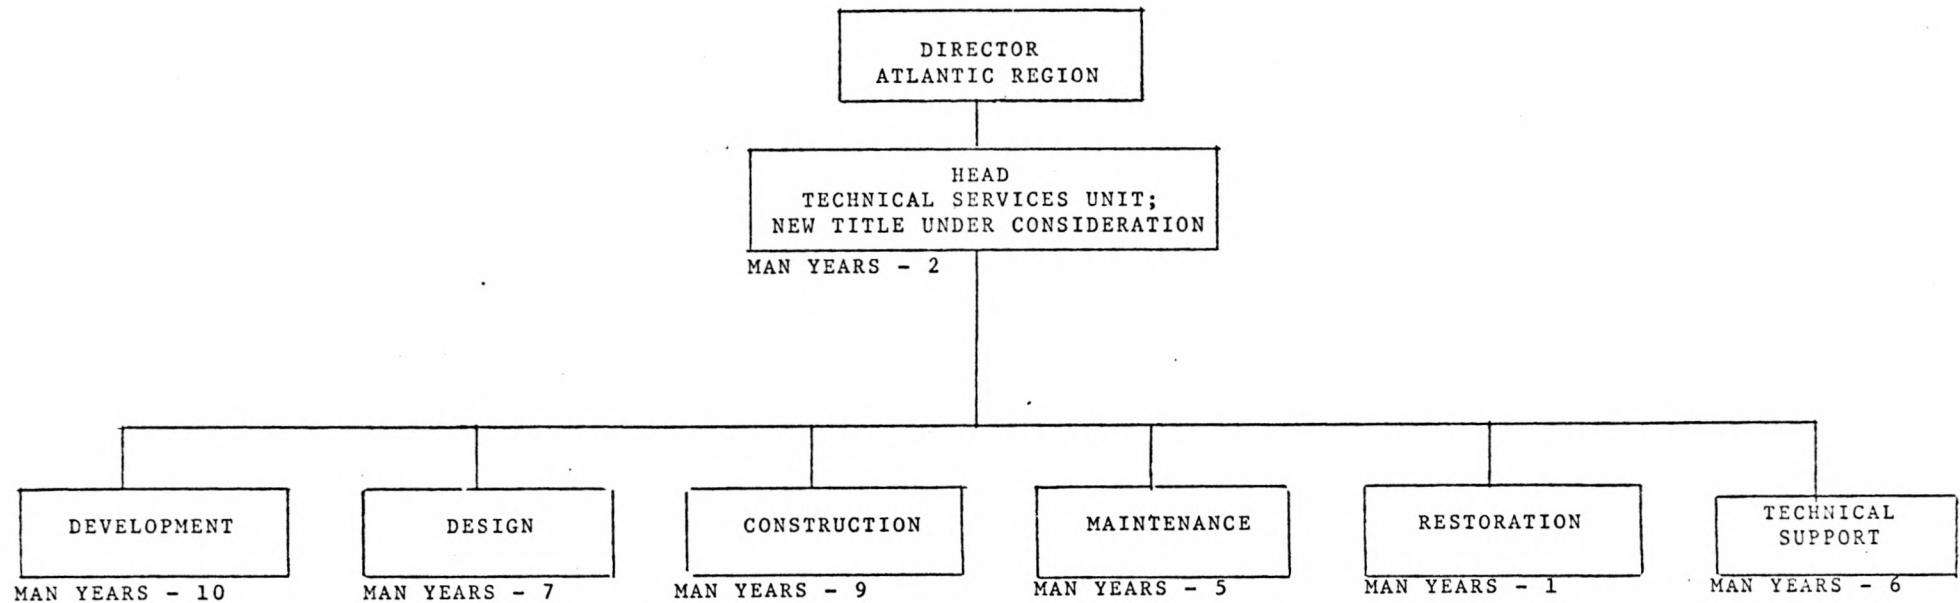 DIRECTOR
ATLANTIC REGION
HEAD
TECHNICAL SERVICES UNIT;
NEW TITLE UNDER CONSIDERATION
MAN YEARS - 2
DEVELOPMENT
MAN YEARS - 10
DESIGN
MAN YEARS - 7
CONSTRUCTION
MAN YEARS - 9
MAINTENANCE
MAN YEARS - 5
RESTORATION
MAN YEARS - 1
TECHNICAL
SUPPORT
MAN YEARS - 6